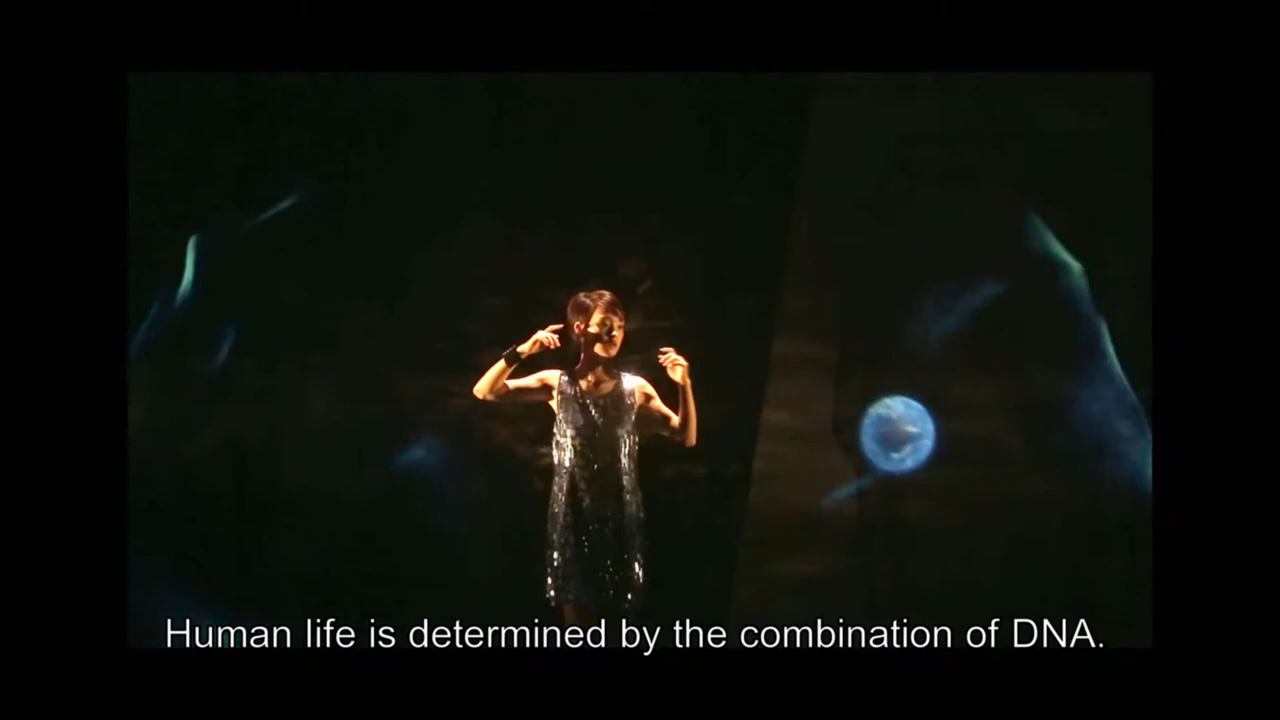 Human life is determined by the combination of DNA.